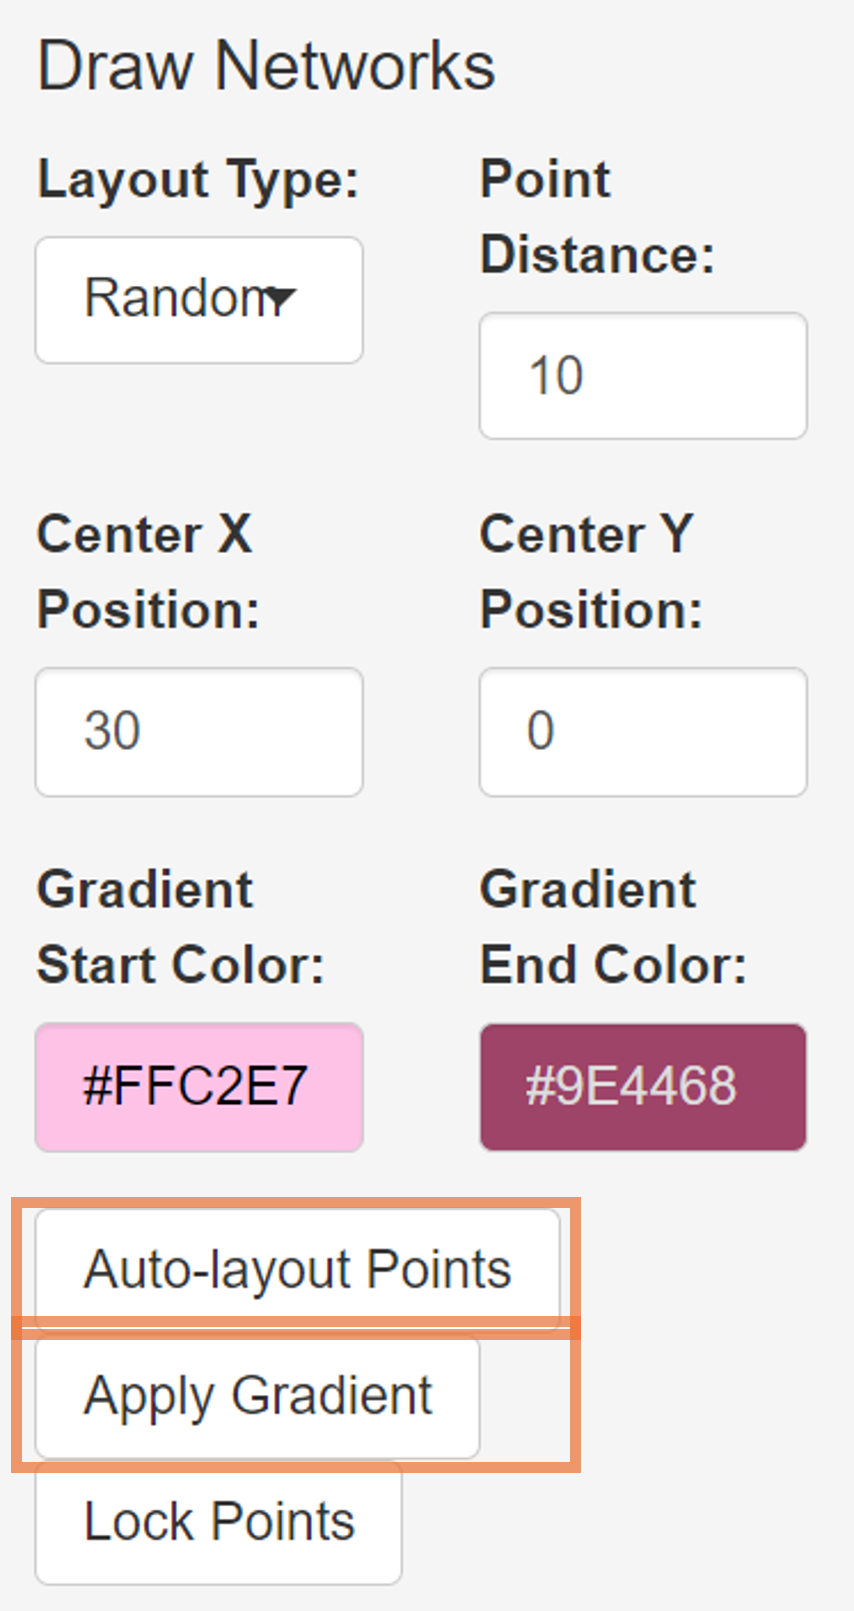 Draw Networks
Layout Type:
Random
Point
Distance:
10
Center X
Position:
30
Center Y
Position:
0
Gradient
Start Color:
#FFC2E7
Gradient
End Color:
#9E4468
Auto-layout Points
Apply Gradient
Lock Points